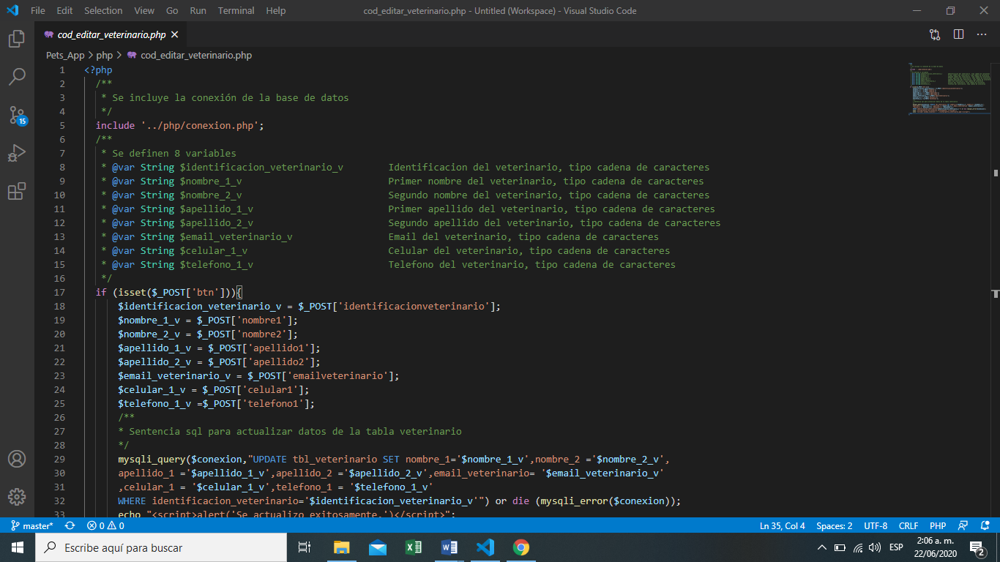 File Edit Selection View Go Run Terminal Help cod_editar_veterinario.php - Untitled (Workspace) - Visual Studio Code
cod_editar_veterinario.php
Pets_App > php > cod_editar_veterinario.php
1 <?php
2 /**
3 * Se incluye la conexión de la base de datos
4 */
5 include '../php/conexion.php';
6 /**
7 * Se definen 8 variables
8 * @var String $identificacion_veterinario_v Identificacion del veterinario, tipo cadena de caracteres
9 * @var String $nombre_1_v Primer nombre del veterinario, tipo cadena de caracteres
10 * @var String $nombre_2_v Segundo nombre del veterinario, tipo cadena de caracteres
11 * @var String $apellido_1_v Primer apellido del veterinario, tipo cadena de caracteres
12 * @var String $apellido_2_v Segundo apellido del veterinario, tipo cadena de caracteres
13 * @var String $email_veterinario_v Email del veterinario, tipo cadena de caracteres
14 * @var String $celular_1_v Celular del veterinario, tipo cadena de caracteres
15 * @var String $telefono_1_v Telefono del veterinario, tipo cadena de caracteres
16 */
17 if (isset($_POST['btn'])){
18 $identificacion_veterinario_v = $_POST['identificacionveterinario'];
19 $nombre_1_v = $_POST['nombre1'];
20 $nombre_2_v = $_POST['nombre2'];
21 $apellido_1_v = $_POST['apellido1'];
22 $apellido_2_v = $_POST['apellido2'];
23 $email_veterinario_v = $_POST['emailveterinario'];
24 $celular_1_v = $_POST['celular1'];
25 $telefono_1_v =$_POST['telefono1'];
26 /**
27 * Sentencia sql para actualizar datos de la tabla veterinario
28 */
29 mysqli_query($conexion,"UPDATE tbl_veterinario SET nombre_1='$nombre_1_v',nombre_2 ='$nombre_2_v',
30 apellido_1 ='$apellido_1_v',apellido_2 ='$apellido_2_v',email_veterinario= '$email_veterinario_v'
31 ,celular_1 = '$celular_1_v',telefono_1 = '$telefono_1_v'
32 WHERE identificacion_veterinario='$identificacion_veterinario_v'") or die (mysqli_error($conexion));
33 echo "<script>alert('Se actualizo exitosamente.')</script>";
15
master* 0 0 Ln 35, Col 4 Spaces: 2 UTF-8 CRLF PHP
Escribe aquí para buscar
ESP
2:06 a. m.
22/06/2020
2